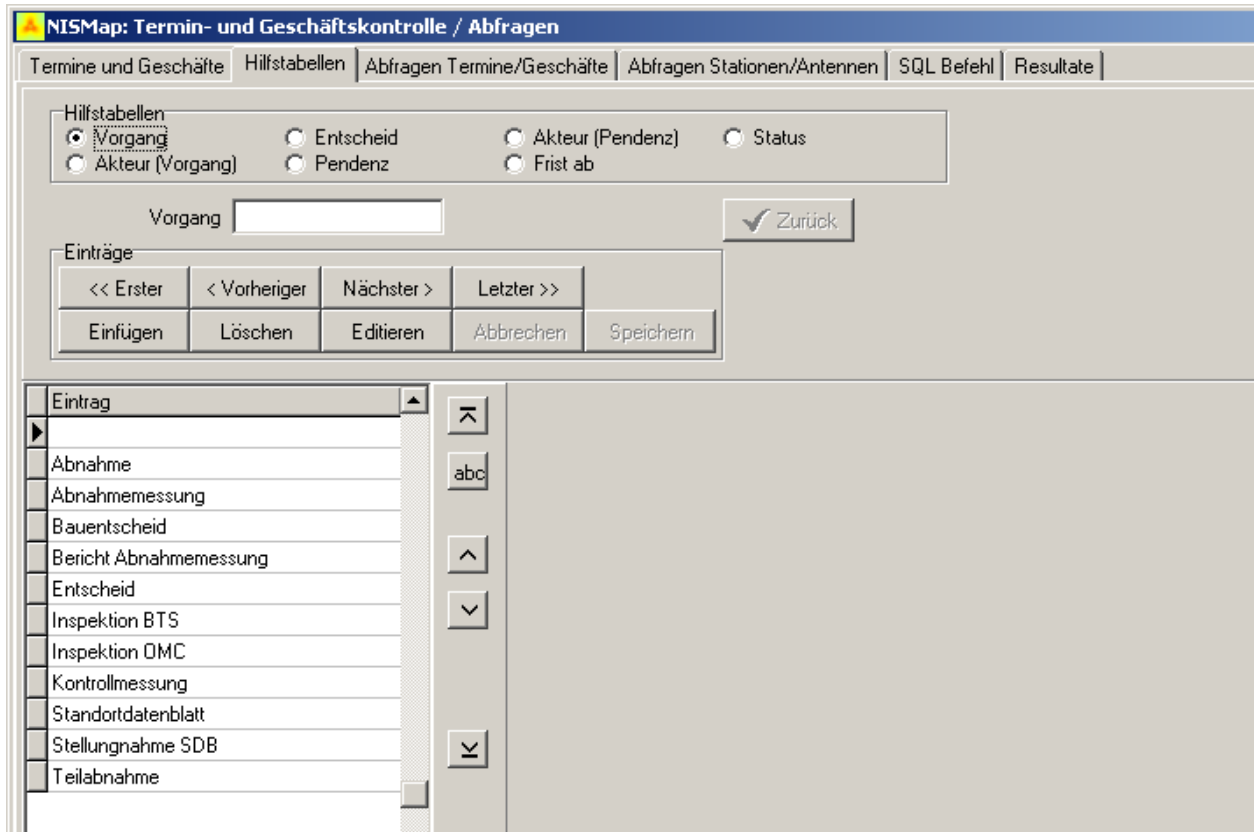 NISMap: Termin- und Geschäftskontrolle / Abfragen
Termine und Geschäfte Hilfstabellen Abfragen Termine/Geschäfte Abfragen Stationen/Antennen SQL Befehl Resultate
Hilfstabellen
Vorgang Entscheid Akteur (Pendenz) Status
Akteur (Vorgang) Pendenz Frist ab
Vorgang Zurück
Einträge
<< Erster < Vorheriger Nächster > Letzter >>
Einfügen Löschen Editieren Abbrechen Speichern
Eintrag
Abnahme
abc
Abnahmemessung
Bauentscheid
Bericht Abnahmemessung
Entscheid
Inspektion BTS
Inspektion OMC
Kontrollmessung
Standortdatenblatt
Stellungnahme SDB
Teilabnahme